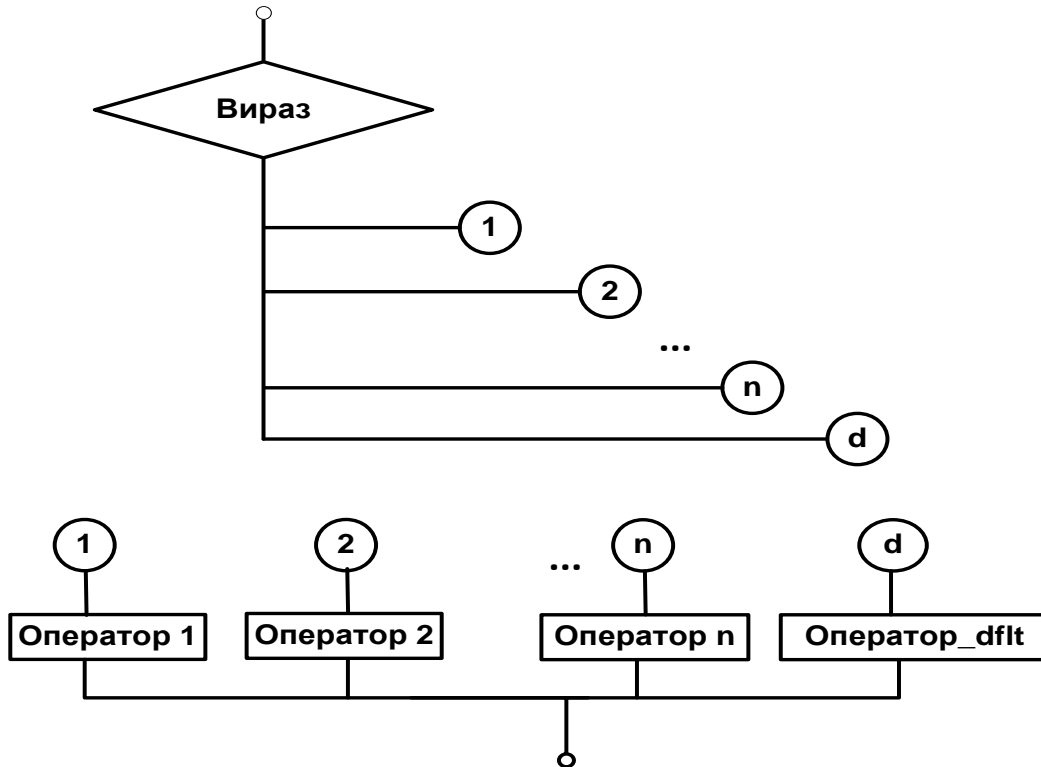 Вираз
1
2
...
n
d
1
2
...
n
d
Оператор 1
Оператор 2
Оператор n
Оператор_dflt